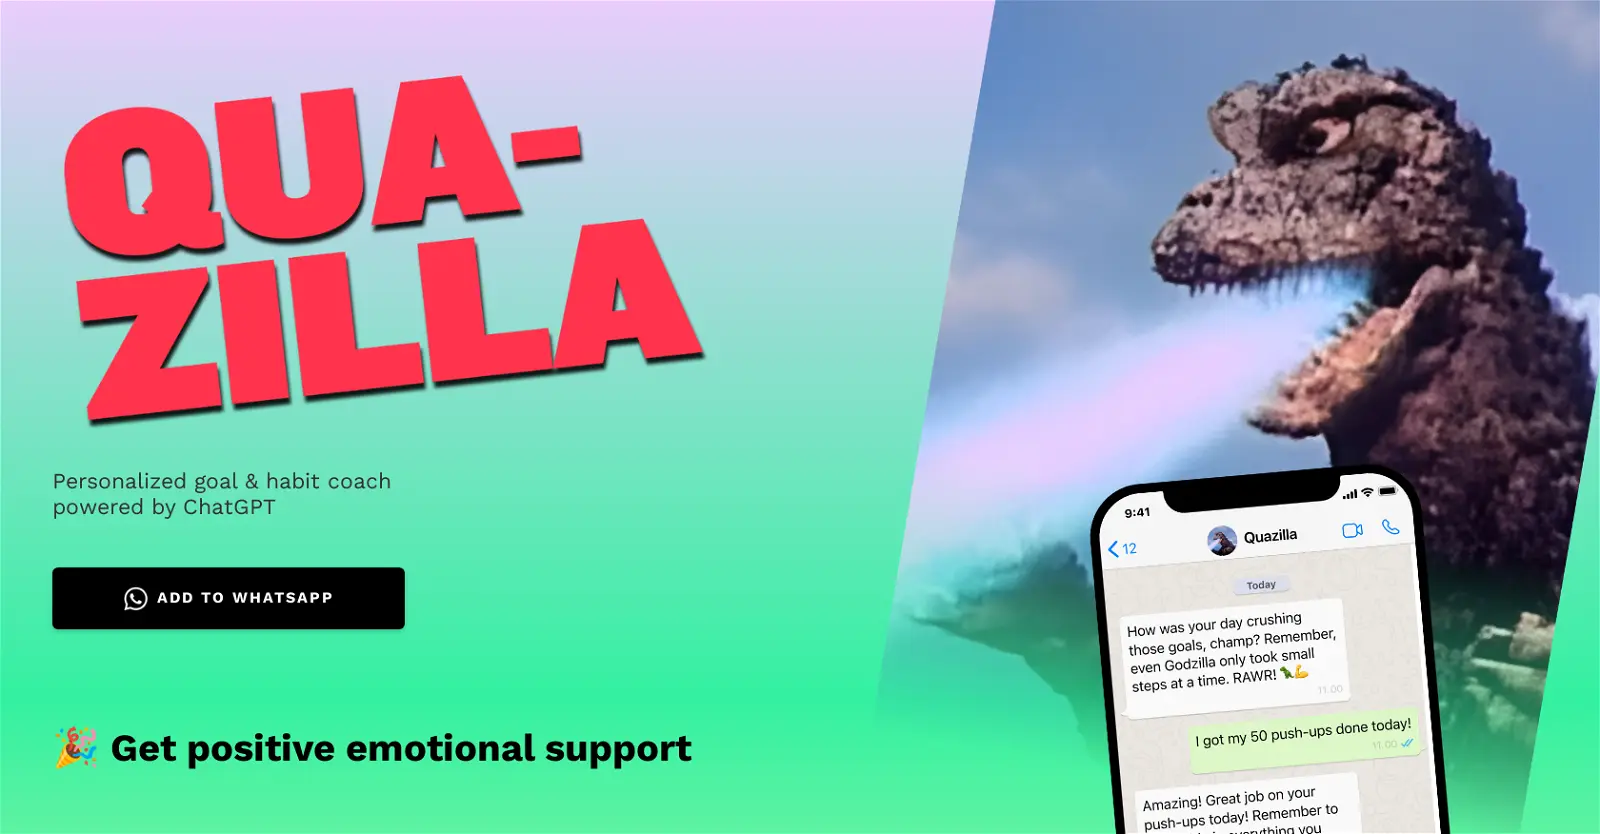 QUA-
ZILLA
Personalized goal & habit coach
powered by ChatGPT
ADD TO WHATSAPP
🎉 Get positive emotional support
9:41
12
Quazilla
Today
How was your day crushing
those goals, champ? Remember,
even Godzilla only took small
steps at a time. RAWR! 🦖💪
11.00
I got my 50 push-ups done today!
11.00
Amazing! Great job on your
push-ups today! Remember to
everything you